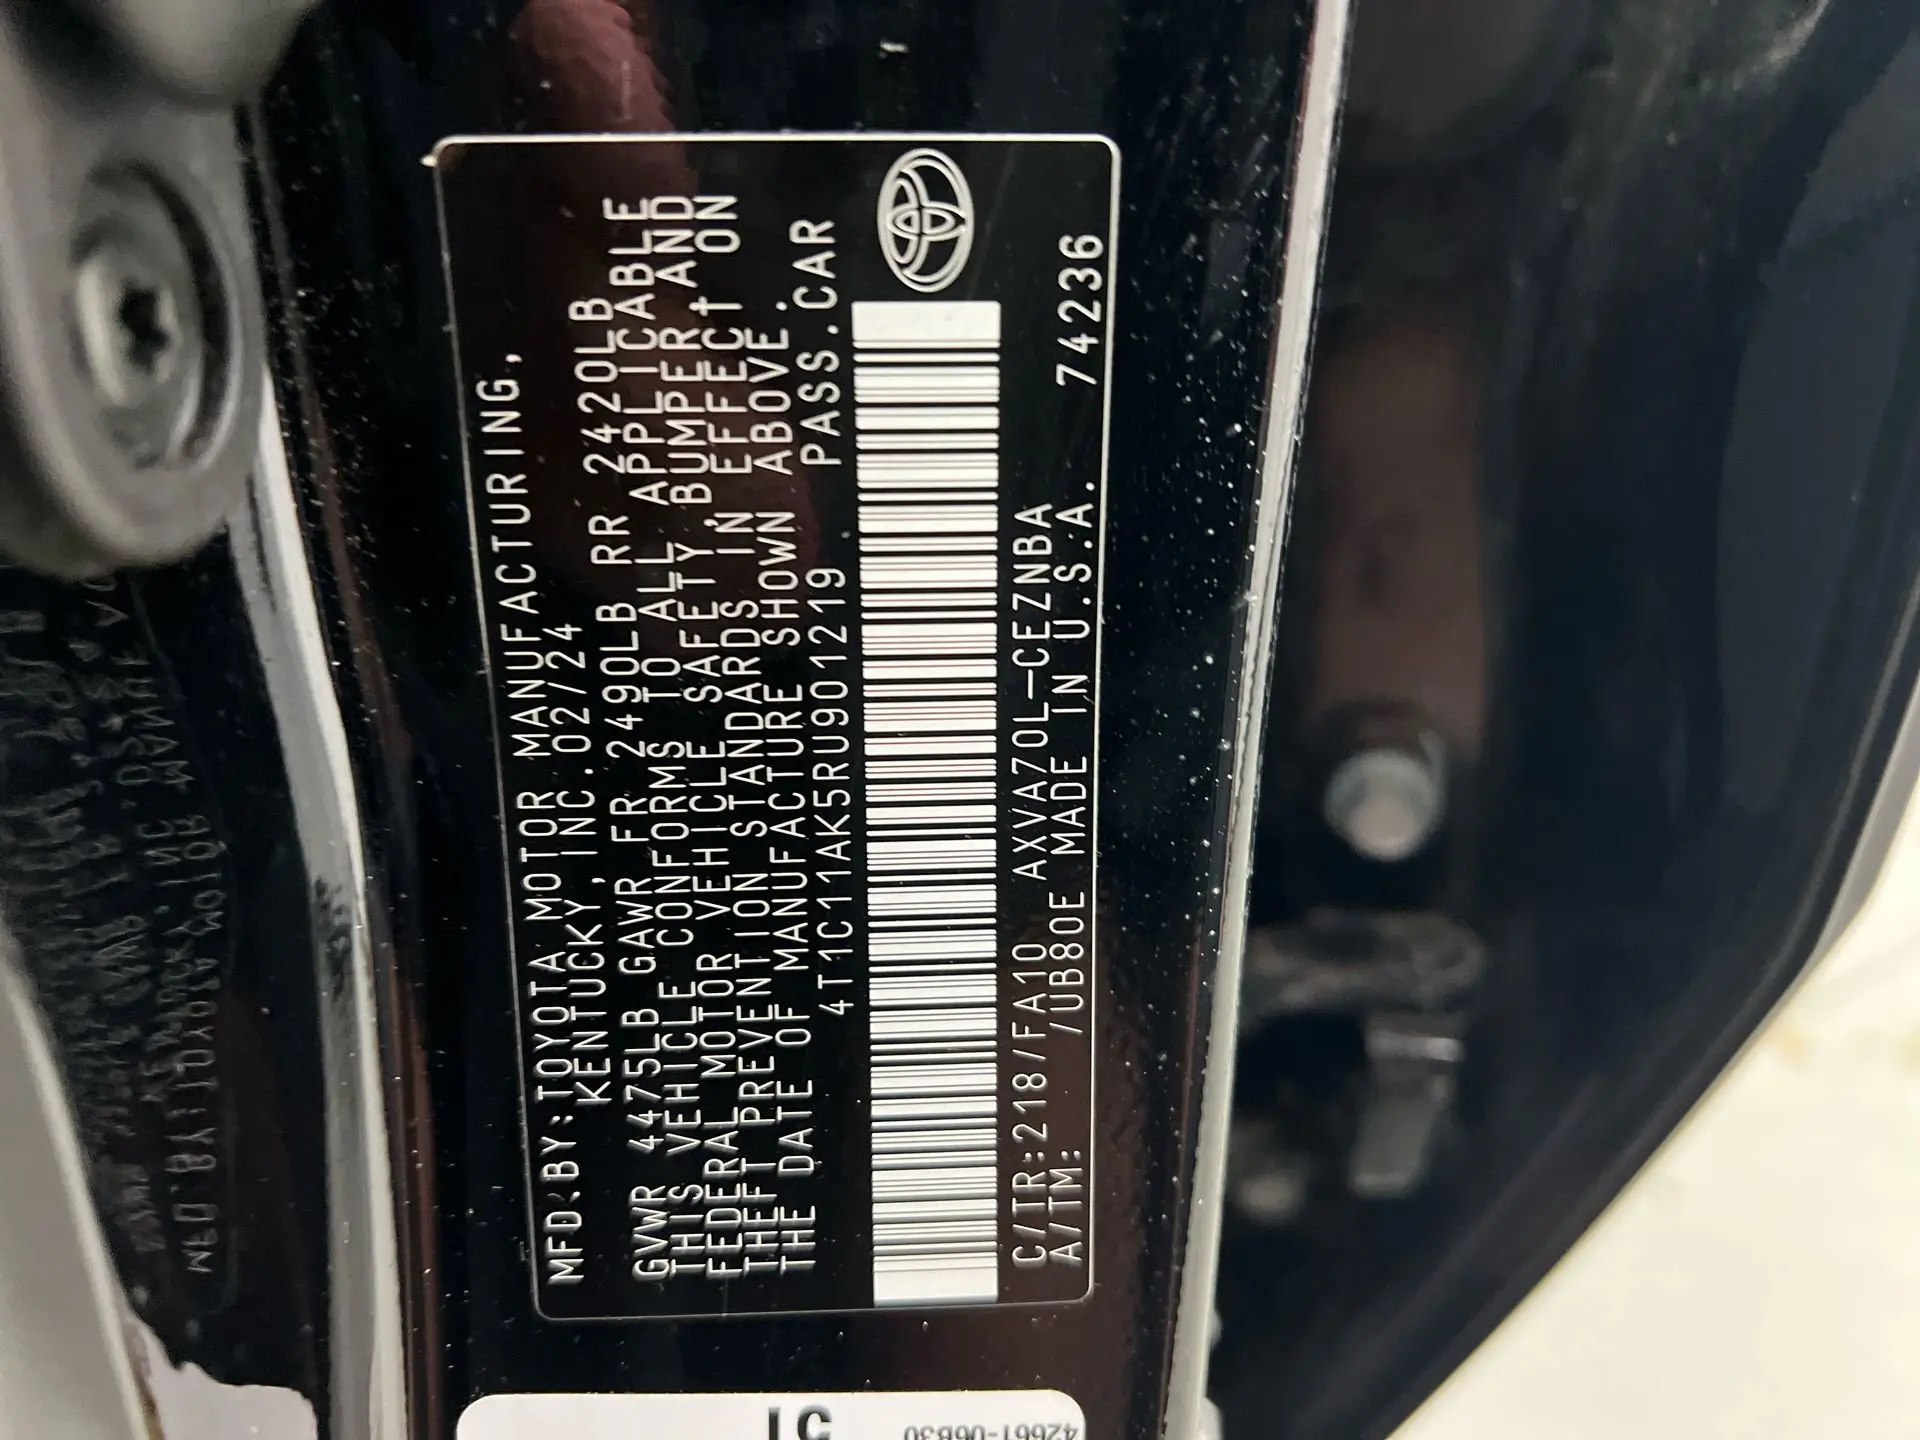 MFD.BY:TOYOTA MOTOR MANUFACTURING,
KENTUCKY,INC.02/24
GVWR 4475LB GAWR FR 2490LB RR 2420LB
THIS VEHICLE CONFORMS TO ALL APPLICABLE
FEDERAL MOTOR VEHICLE SAFETY,BUMPER,AND
THEFT PREVENTION STANDARDS IN EFFECT ON
THE DATE OF MANUFACTURE SHOWN ABOVE.
4T1C11AK5RU901219 PASS.CAR
C/TR:218/FA10 AXVA70L-CEZNBA
A/TM: /UB80E MADE IN U.S.A. 74236
42661-06B30